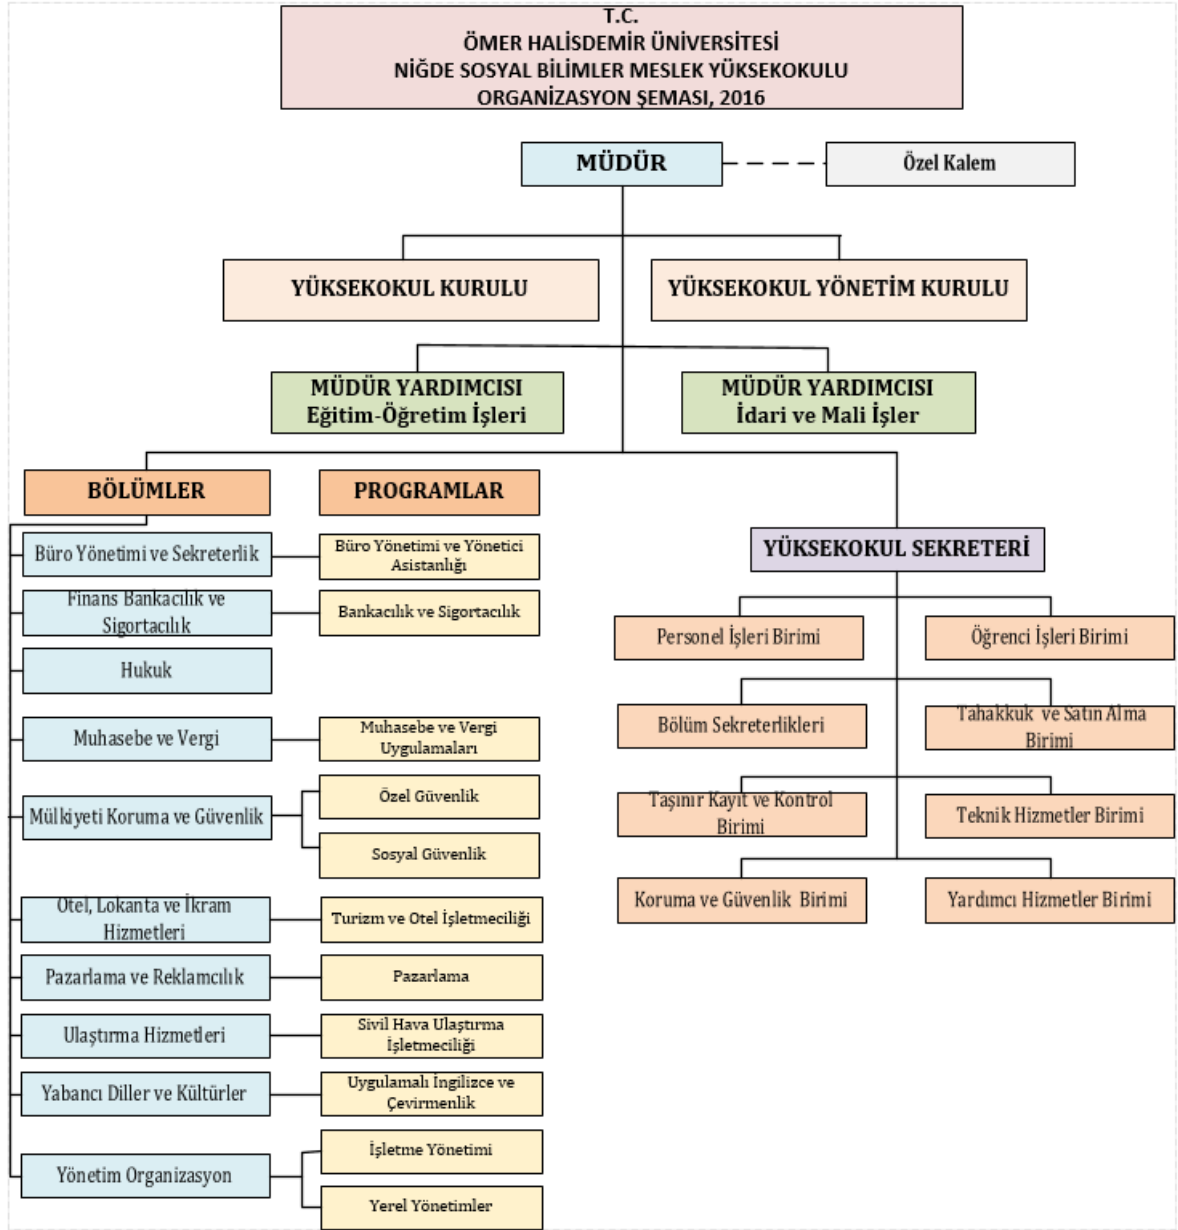 T.C.
ÖMER HALİSDEMİR ÜNİVERSİTESİ
NİĞDE SOSYAL BİLİMLER MESLEK YÜKSEKOKULU
ORGANİZASYON ŞEMASI, 2016
MÜDÜR
Özel Kalem
YÜKSEKOKUL KURULU
YÜKSEKOKUL YÖNETİM KURULU
MÜDÜR YARDIMCISI
Eğitim-Öğretim İşleri
MÜDÜR YARDIMCISI
İdari ve Mali İşler
BÖLÜMLER
PROGRAMLAR
Büro Yönetimi ve Sekreterlik
Büro Yönetimi ve Yönetici
Asistanlığı
Finans Bankacılık ve
Sigortacılık
Bankacılık ve Sigortacılık
Hukuk
Muhasebe ve Vergi
Muhasebe ve Vergi
Uygulamaları
Mülkiyeti Koruma ve Güvenlik
Özel Güvenlik
Sosyal Güvenlik
Otel, Lokanta ve İkram
Hizmetleri
Turizm ve Otel İşletmeciliği
Pazarlama ve Reklamcılık
Pazarlama
Ulaştırma Hizmetleri
Sivil Hava Ulaştırma
İşletmeciliği
Yabancı Diller ve Kültürler
Uygulamalı İngilizce ve
Çevirmenlik
Yönetim Organizasyon
İşletme Yönetimi
Yerel Yönetimler
YÜKSEKOKUL SEKRETERİ
Personel İşleri Birimi
Öğrenci İşleri Birimi
Bölüm Sekreterlikleri
Tahakkuk ve Satın Alma
Birimi
Taşınır Kayıt ve Kontrol
Birimi
Teknik Hizmetler Birimi
Koruma ve Güvenlik Birimi
Yardımcı Hizmetler Birimi